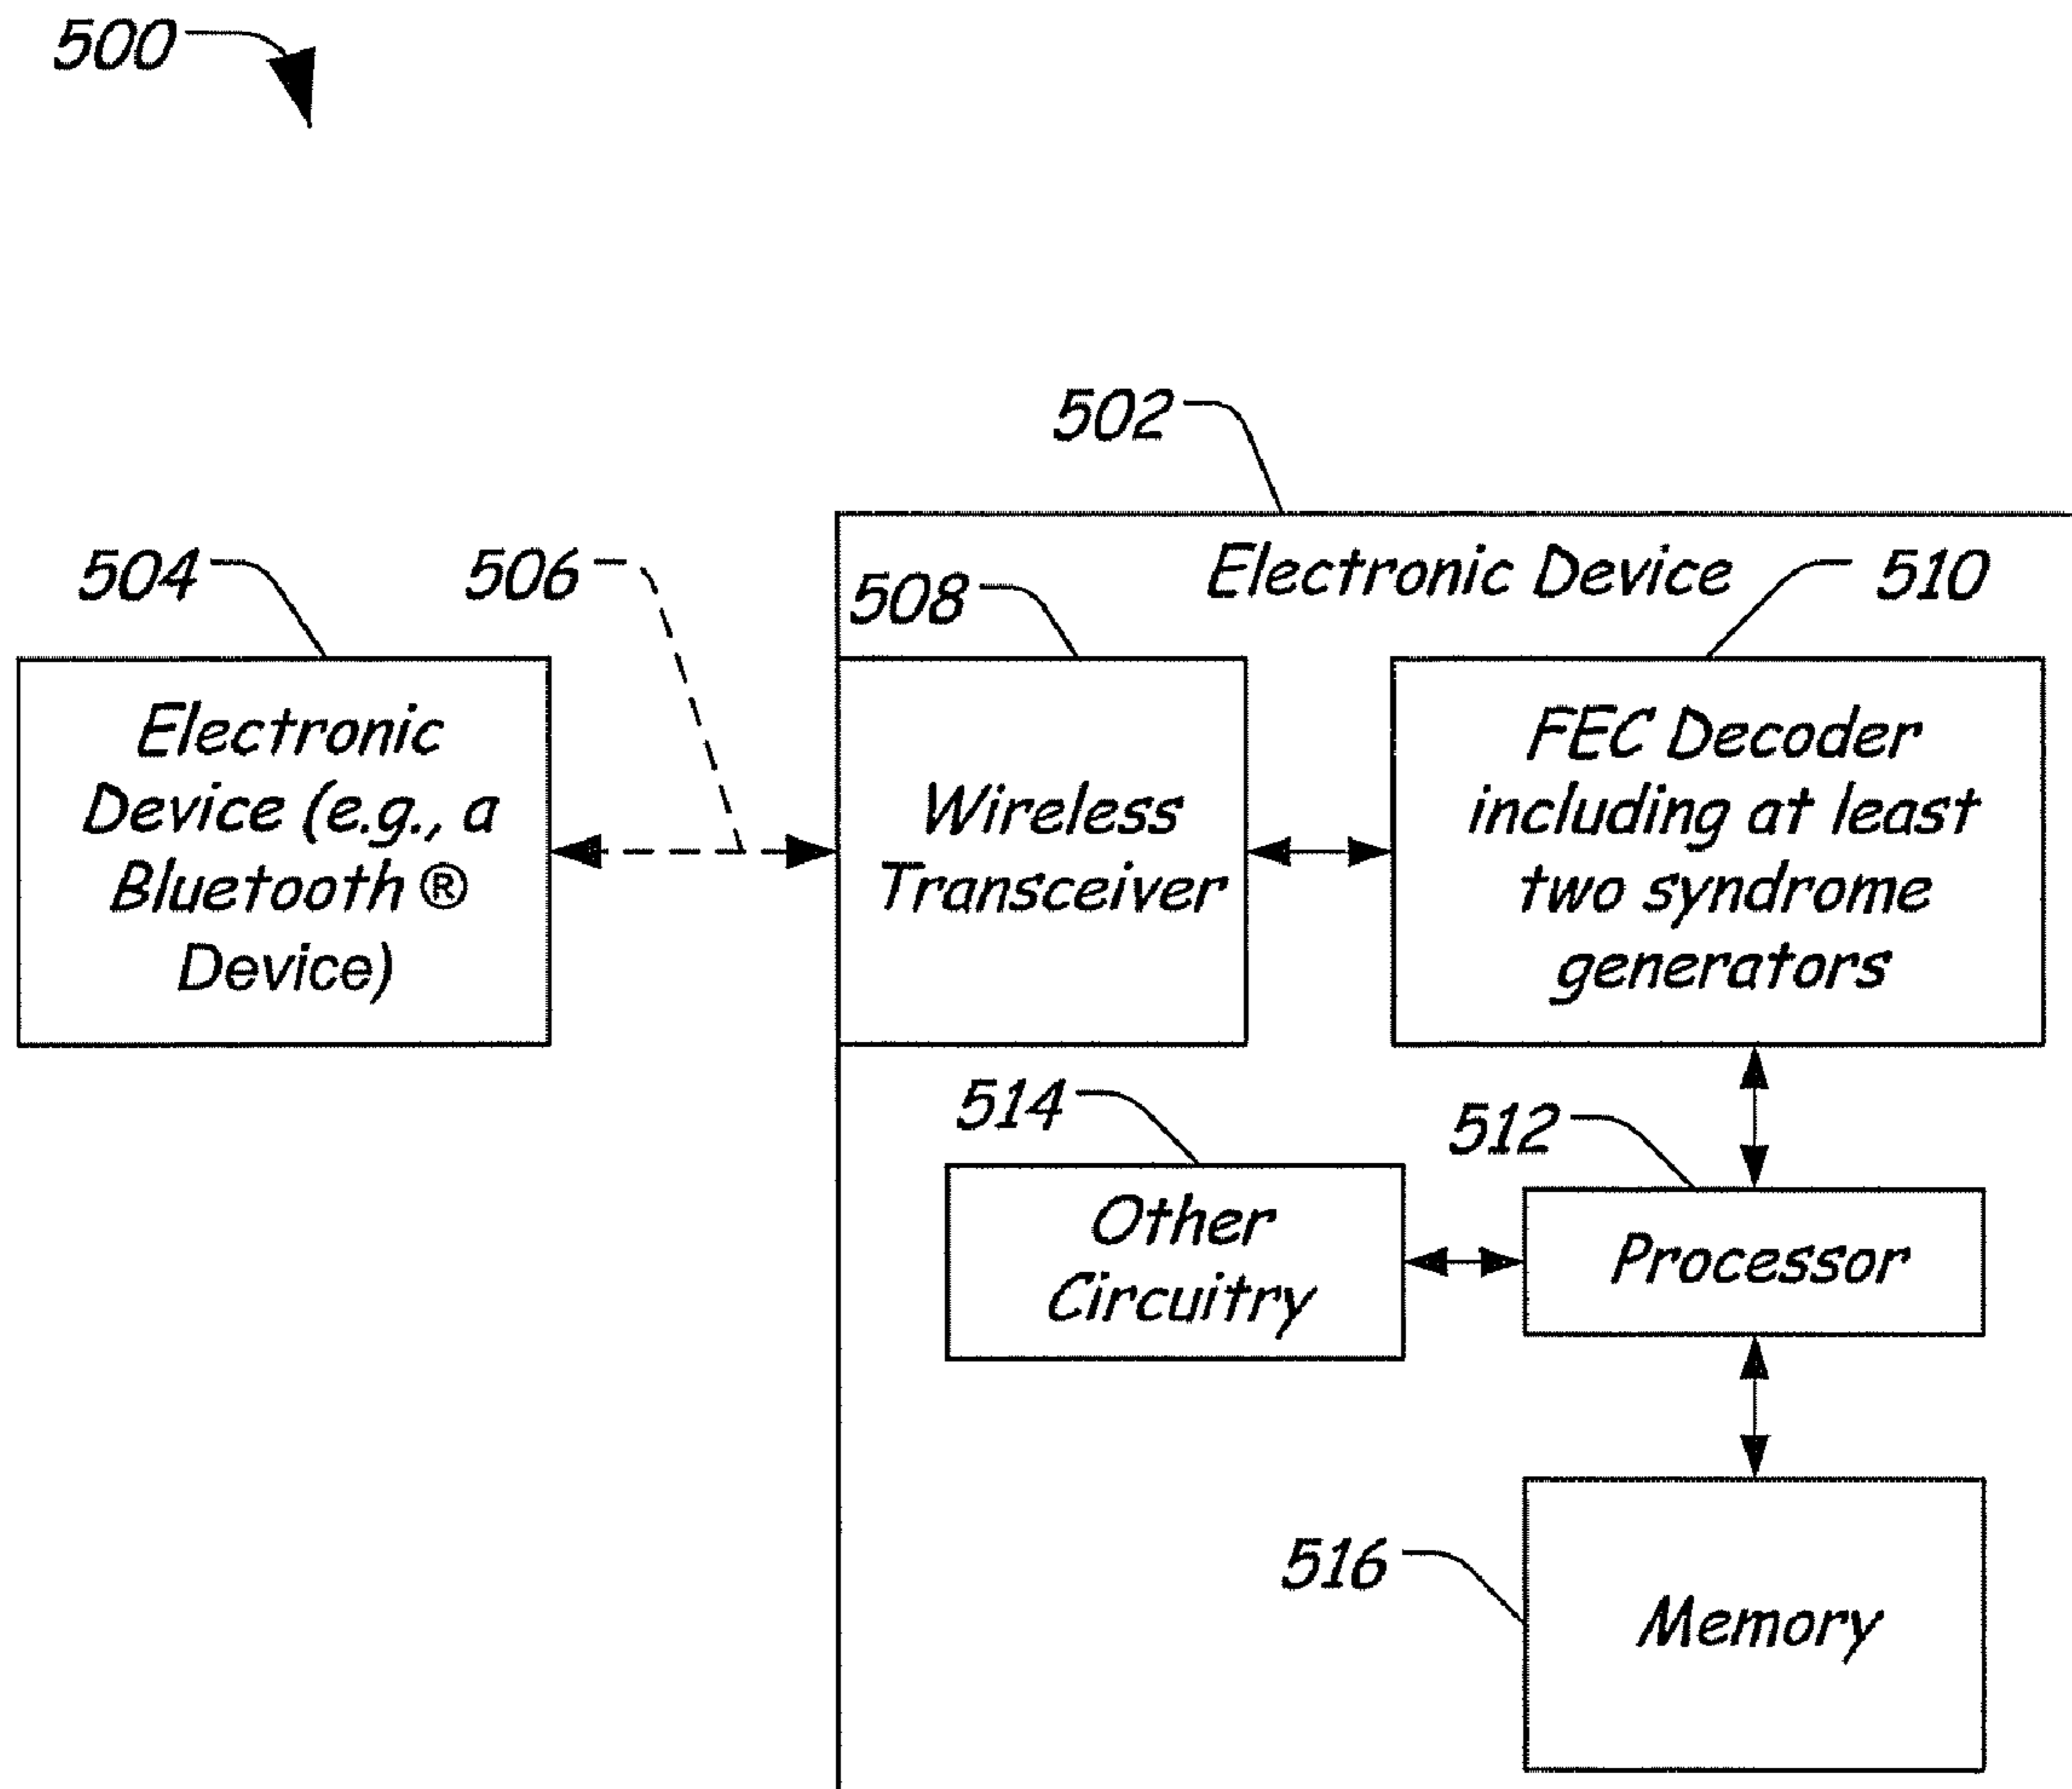 500
502
504
506
508
Electronic Device
510
Electronic
Device (e.g., a
Bluetooth ®
Device)
Wireless
Transceiver
FEC Decoder
including at least
two syndrome
generators
514
512
Other
Circuitry
Processor
516
Memory